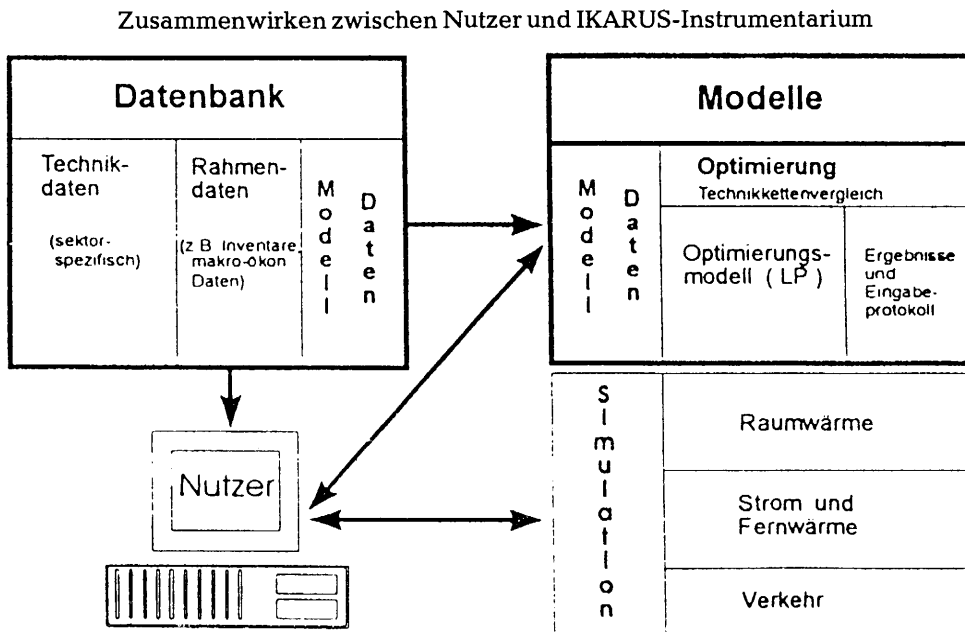 Zusammenwirken zwischen Nutzer und IKARUS-Instrumentarium
Datenbank
Technik-
daten
(sektor-
spezifisch)
Rahmen-
daten
(z B Inventare,
makro-ökon
Daten)
Modell
Daten
Modelle
Modell
Daten
Optimierung
Technikkettenvergleich
Optimierungs-
modell ( LP )
Ergebnisse
und
Eingabe-
protokoll
Nutzer
Simulation
Raumwärme
Strom und
Fernwärme
Verkehr